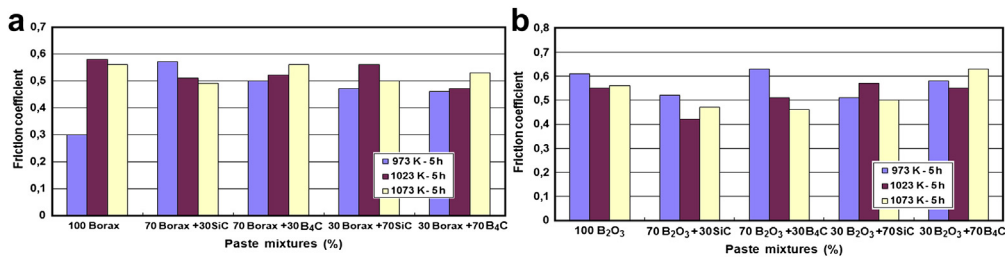 a
0,7
0,6
0,5
0,4
0,3
0,2
0,1
0
Friction coefficient
973 K - 5h
1023 K - 5h
1073 K - 5h
100 Borax
70 Borax +30SiC
70 Borax +30B₄C
30 Borax +70SiC
30 Borax +70B₄C
Paste mixtures (%)
b
0,8
0,7
0,6
0,5
0,4
0,3
0,2
0,1
0
Friction coefficient
973 K - 5h
1023 K - 5h
1073 K - 5h
100 B₂O₃
70 B₂O₃ +30SiC
70 B₂O₃ +30B₄C
30 B₂O₃ +70SiC
30 B₂O₃ +70B₄C
Paste mixtures (%)